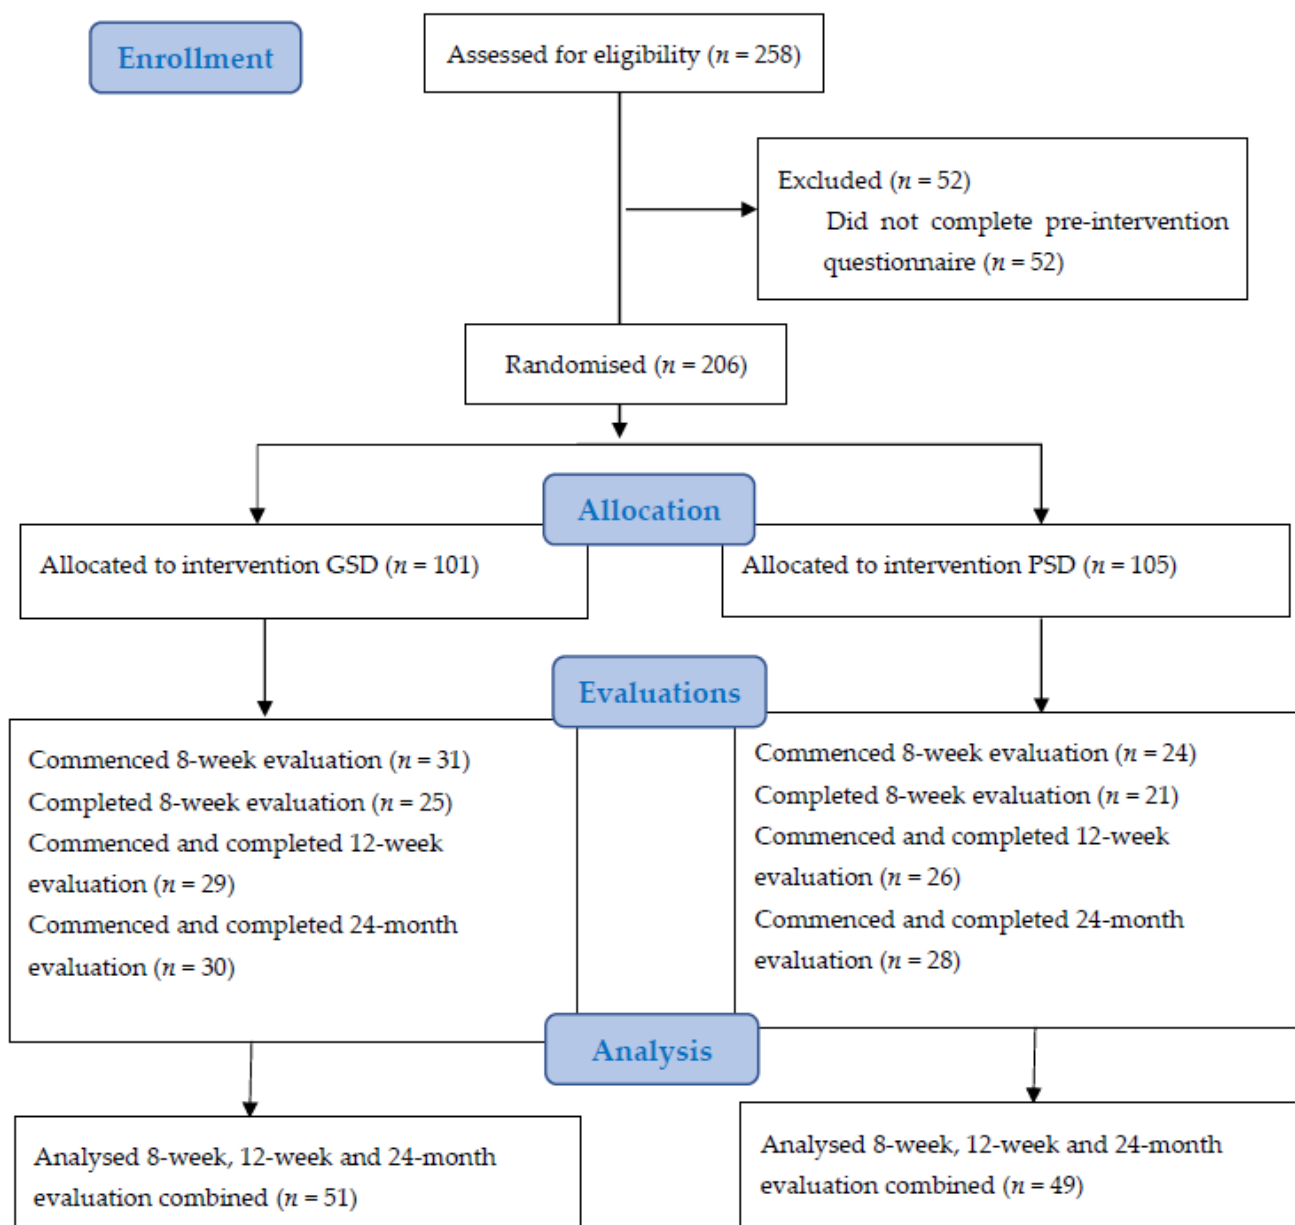 Enrollment
Assessed for eligibility (n = 258)
Excluded (n = 52)
Did not complete pre-intervention
questionnaire (n = 52)
Randomised (n = 206)
Allocation
Allocated to intervention GSD (n = 101)
Allocated to intervention PSD (n = 105)
Evaluations
Commenced 8-week evaluation (n = 31)
Completed 8-week evaluation (n = 25)
Commenced and completed 12-week
evaluation (n = 29)
Commenced and completed 24-month
evaluation (n = 30)
Commenced 8-week evaluation (n = 24)
Completed 8-week evaluation (n = 21)
Commenced and completed 12-week
evaluation (n = 26)
Commenced and completed 24-month
evaluation (n = 28)
Analysis
Analysed 8-week, 12-week and 24-month
evaluation combined (n = 51)
Analysed 8-week, 12-week and 24-month
evaluation combined (n = 49)